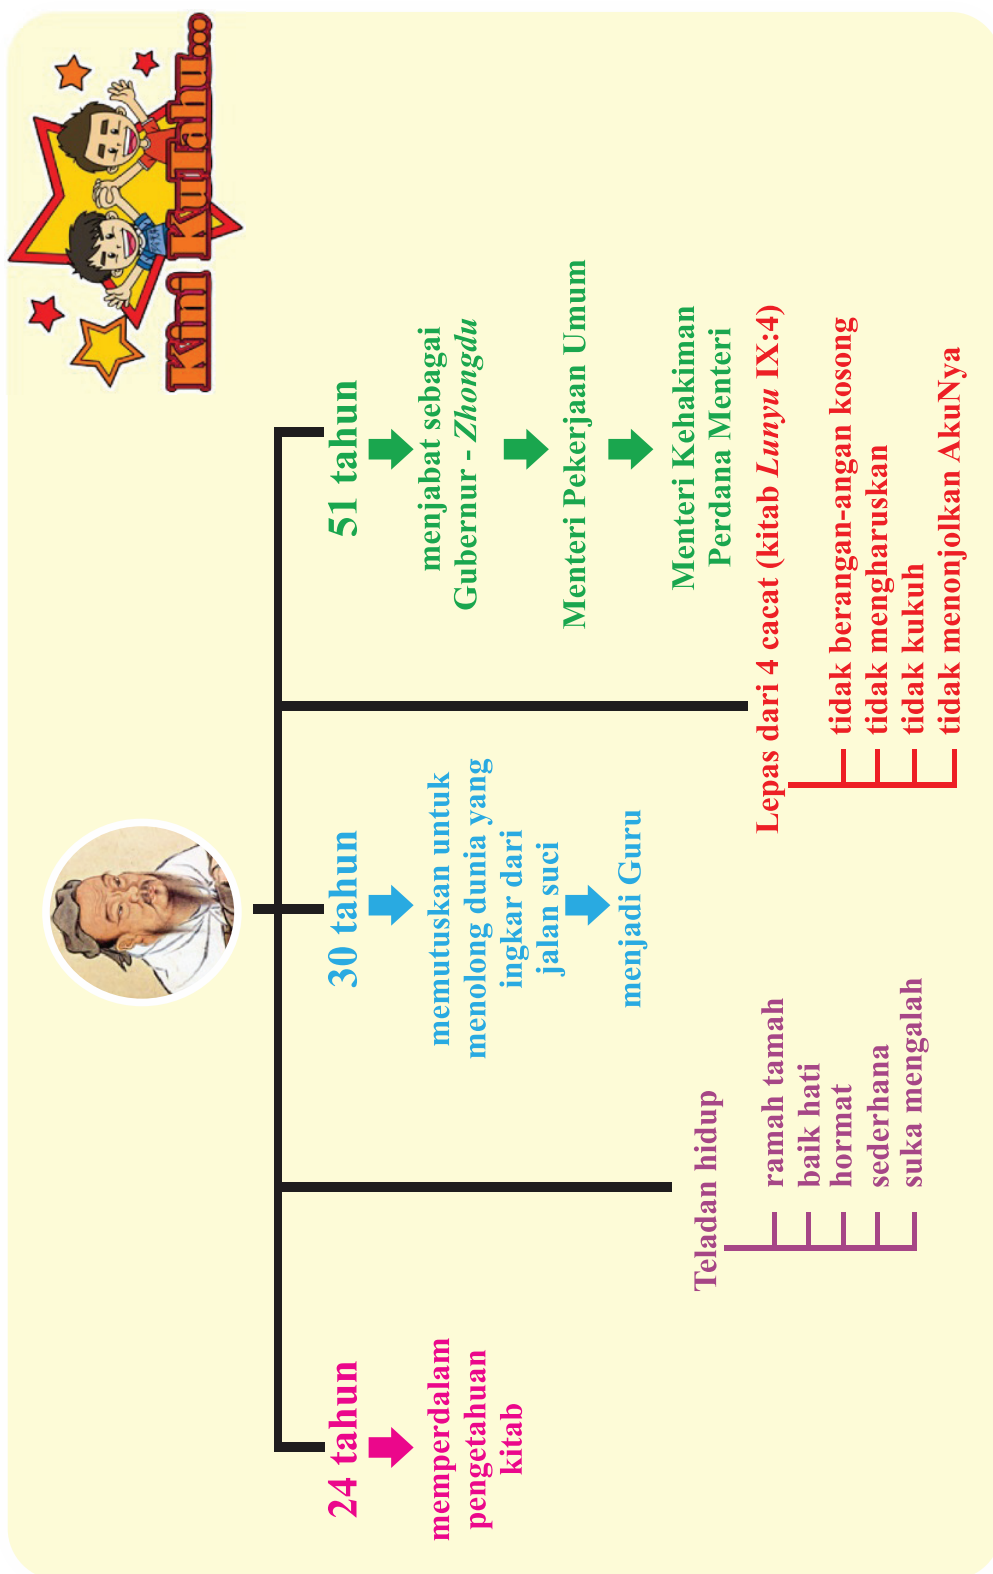 Kini KuTahu...
24 tahun
memperdalam
pengetahuan
kitab
Teladan hidup
ramah tamah
baik hati
hormat
sederhana
suka mengalah
30 tahun
memutuskan untuk
menolong dunia yang
ingkar dari
jalan suci
menjadi Guru
Lepas dari 4 cacat (kitab Lunyu IX:4)
tidak berangan-angan kosong
tidak mengharuskan
tidak kukuh
tidak menonjolkan AkuNya
51 tahun
menjabat sebagai
Gubernur - Zhongdu
Menteri Pekerjaan Umum
Menteri Kehakiman
Perdana Menteri